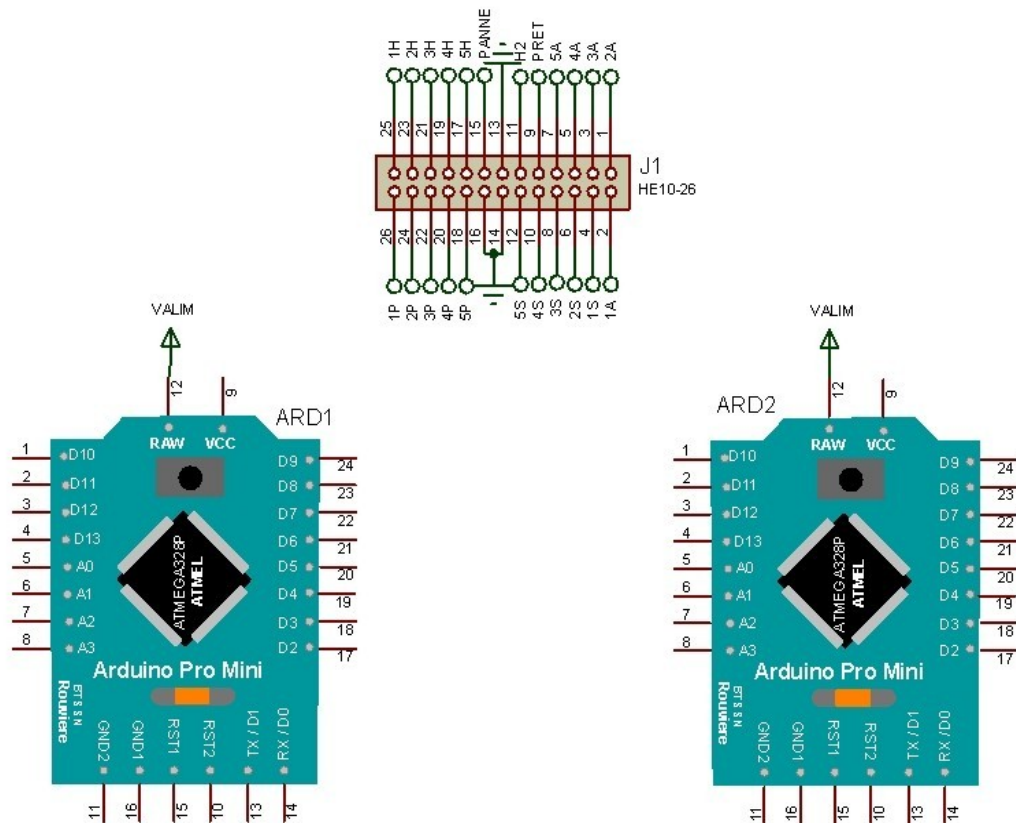 1H 2H 3H 4H 5H PANNE H2 PRET 5A 4A 3A 2A
25 23 21 19 17 15 13 11 9 7 5 3 1
J1
HE10-26
26 24 22 20 18 16 14 12 10 8 6 4 2
1P 2P 3P 4P 5P 5S 4S 3S 2S 1S 1A
VALIM
12 9
ARD1
RAW VCC
1 D10 D9 24
2 D11 D8 23
3 D12 D7 22
4 D13 D6 21
5 A0 D5 20
6 A1 D4 19
7 A2 D3 18
8 A3 D2 17
ATMEGA328P
ATMEL
Arduino Pro Mini
BTS SN
Rouviere
GND2 GND1 RST1 RST2 TX / D1 RX / D0
11 16 15 10 13 14
VALIM
12 9
ARD2
RAW VCC
1 D10 D9 24
2 D11 D8 23
3 D12 D7 22
4 D13 D6 21
5 A0 D5 20
6 A1 D4 19
7 A2 D3 18
8 A3 D2 17
ATMEGA328P
ATMEL
Arduino Pro Mini
BTS SN
Rouviere
GND2 GND1 RST1 RST2 TX / D1 RX / D0
11 16 15 10 13 14